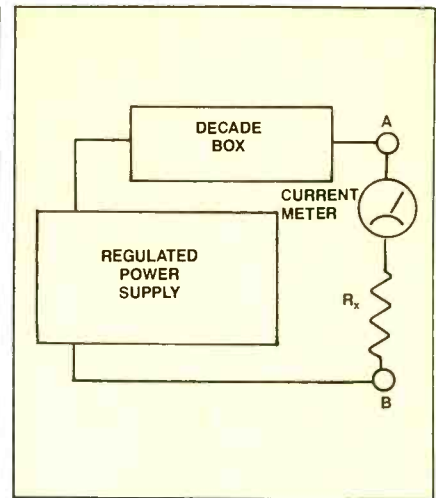 DECADE
BOX
A
CURRENT
METER
REGULATED
POWER
SUPPLY
Rx
B